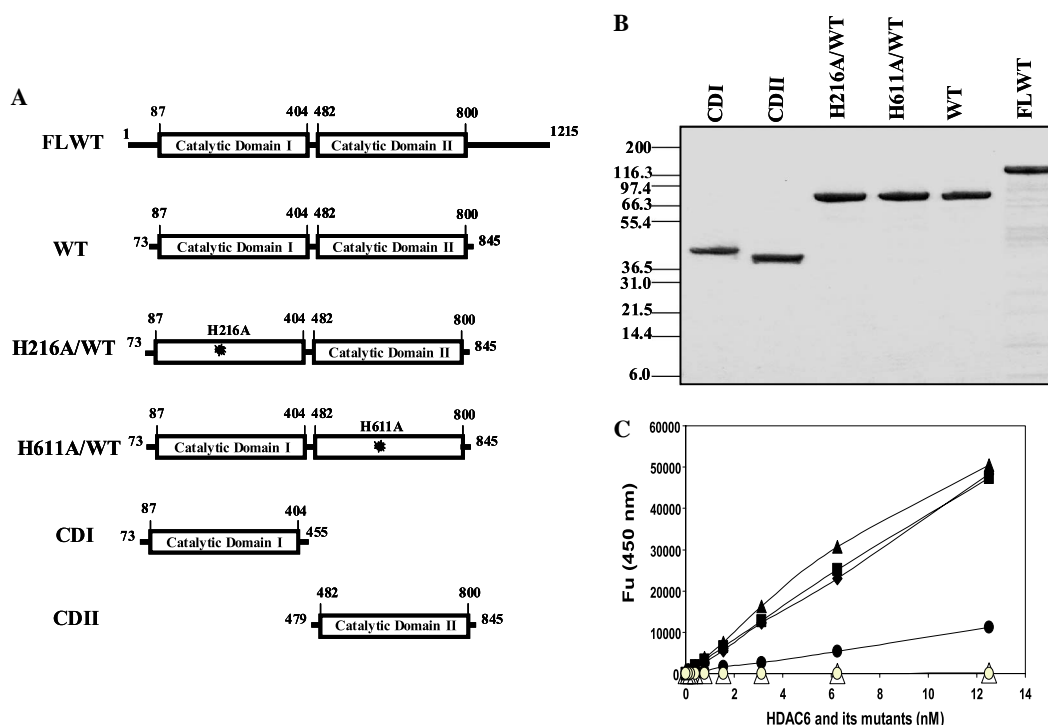 A
87 404 482 800
1 1215
FLWT Catalytic Domain I Catalytic Domain II
87 404 482 800
WT 73 Catalytic Domain I Catalytic Domain II 845
87 404 482 800
H216A
H216A/WT 73 Catalytic Domain II 845
87 404 482 800
H611A
H611A/WT 73 Catalytic Domain I 845
87 404
CDI 73 Catalytic Domain I 455
482 800
CDII 479 Catalytic Domain II 845
B
CDI CDII H216A/WT H611A/WT WT FLWT
200
116.3
97.4
66.3
55.4
36.5
31.0
21.5
14.4
6.0
C
60000
50000
40000
30000
20000
10000
0
Fu (450 nm)
0 2 4 6 8 10 12 14
HDAC6 and its mutants (nM)